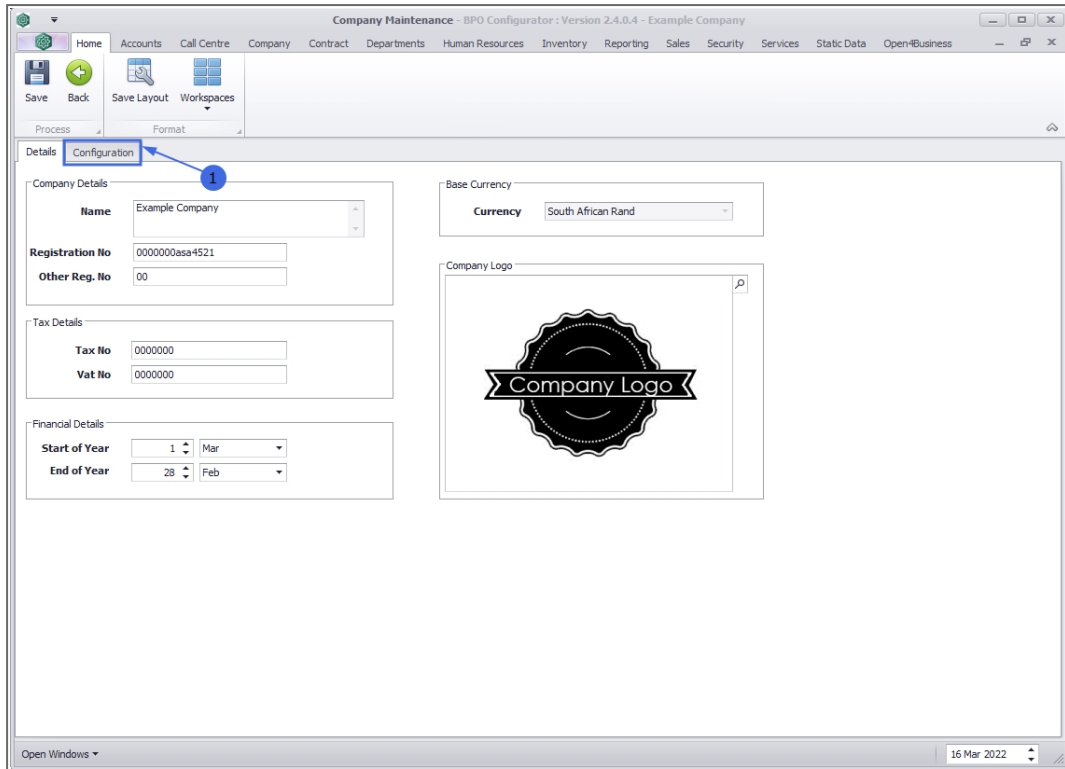 Company Maintenance - BPO Configurator : Version 2.4.0.4 - Example Company
Home Accounts Call Centre Company Contract Departments Human Resources Inventory Reporting Sales Security Services Static Data Open4Business
Save Back Save Layout Workspaces
Process Format
Details Configuration
1
Company Details
Name Example Company
Registration No 0000000asa4521
Other Reg. No 00
Tax Details
Tax No 0000000
Vat No 0000000
Financial Details
Start of Year 1 Mar
End of Year 28 Feb
Base Currency
Currency South African Rand
Company Logo
Company Logo
Open Windows
16 Mar 2022